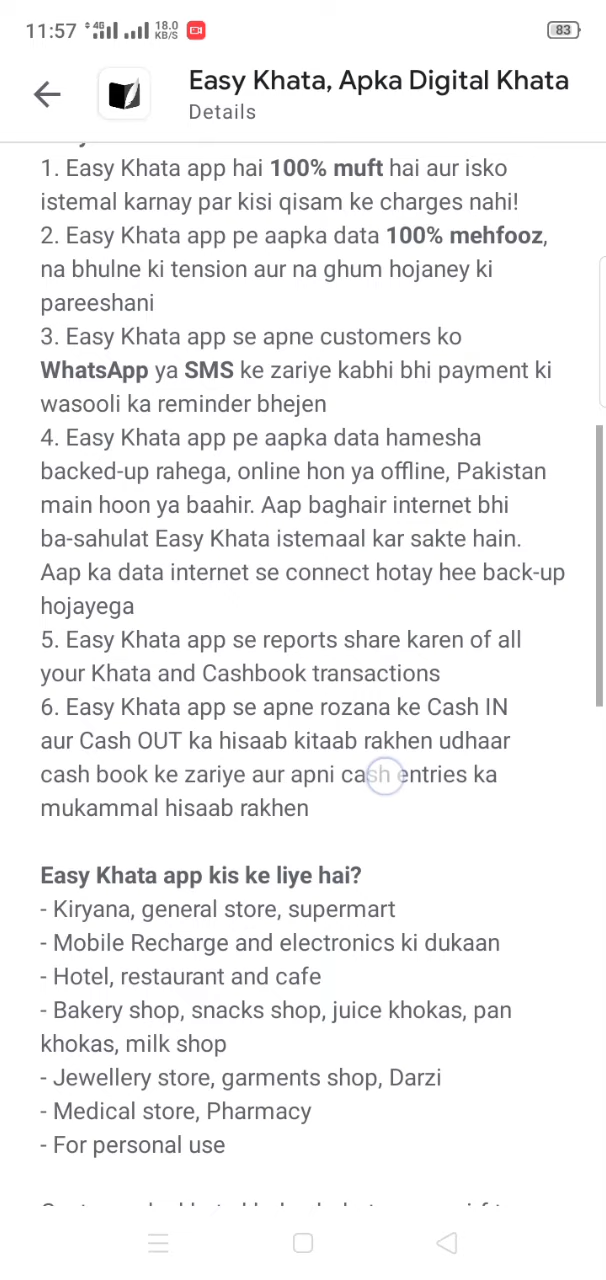 11:57 4G 18.0 KB/S 83
Easy Khata, Apka Digital Khata
Details
1. Easy Khata app hai 100% muft hai aur isko
istemal karnay par kisi qisam ke charges nahi!
2. Easy Khata app pe aapka data 100% mehfooz,
na bhulne ki tension aur na ghum hojaney ki
pareeshani
3. Easy Khata app se apne customers ko
WhatsApp ya SMS ke zariye kabhi bhi payment ki
wasooli ka reminder bhejen
4. Easy Khata app pe aapka data hamesha
backed-up rahega, online hon ya offline, Pakistan
main hoon ya baahir. Aap baghair internet bhi
ba-sahulat Easy Khata istemaal kar sakte hain.
Aap ka data internet se connect hotay hee back-up
hojayega
5. Easy Khata app se reports share karen of all
your Khata and Cashbook transactions
6. Easy Khata app se apne rozana ke Cash IN
aur Cash OUT ka hisaab kitaab rakhen udhaar
cash book ke zariye aur apni cash entries ka
mukammal hisaab rakhen
Easy Khata app kis ke liye hai?
- Kiryana, general store, supermart
- Mobile Recharge and electronics ki dukaan
- Hotel, restaurant and cafe
- Bakery shop, snacks shop, juice khokas, pan
khokas, milk shop
- Jewellery store, garments shop, Darzi
- Medical store, Pharmacy
- For personal use